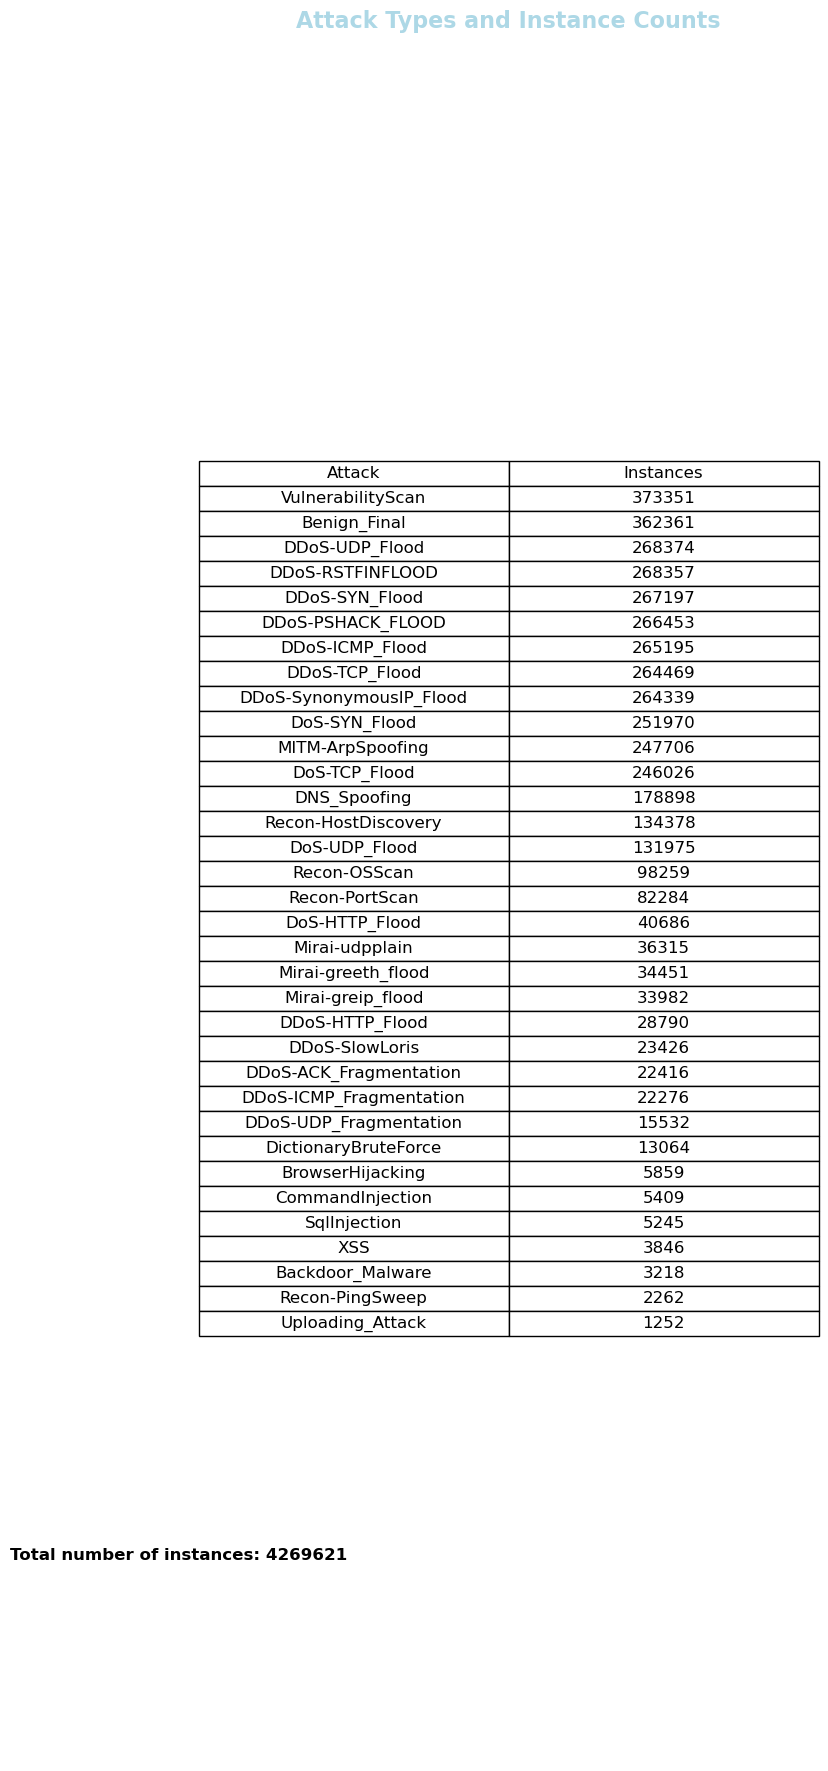 Attack Types and Instance Counts
Attack Instances
VulnerabilityScan 373351
Benign_Final 362361
DDoS-UDP_Flood 268374
DDoS-RSTFINFLOOD 268357
DDoS-SYN_Flood 267197
DDoS-PSHACK_FLOOD 266453
DDoS-ICMP_Flood 265195
DDoS-TCP_Flood 264469
DDoS-SynonymousIP_Flood 264339
DoS-SYN_Flood 251970
MITM-ArpSpoofing 247706
DoS-TCP_Flood 246026
DNS_Spoofing 178898
Recon-HostDiscovery 134378
DoS-UDP_Flood 131975
Recon-OSScan 98259
Recon-PortScan 82284
DoS-HTTP_Flood 40686
Mirai-udpplain 36315
Mirai-greeth_flood 34451
Mirai-greip_flood 33982
DDoS-HTTP_Flood 28790
DDoS-SlowLoris 23426
DDoS-ACK_Fragmentation 22416
DDoS-ICMP_Fragmentation 22276
DDoS-UDP_Fragmentation 15532
DictionaryBruteForce 13064
BrowserHijacking 5859
CommandInjection 5409
SqlInjection 5245
XSS 3846
Backdoor_Malware 3218
Recon-PingSweep 2262
Uploading_Attack 1252
Total number of instances: 4269621